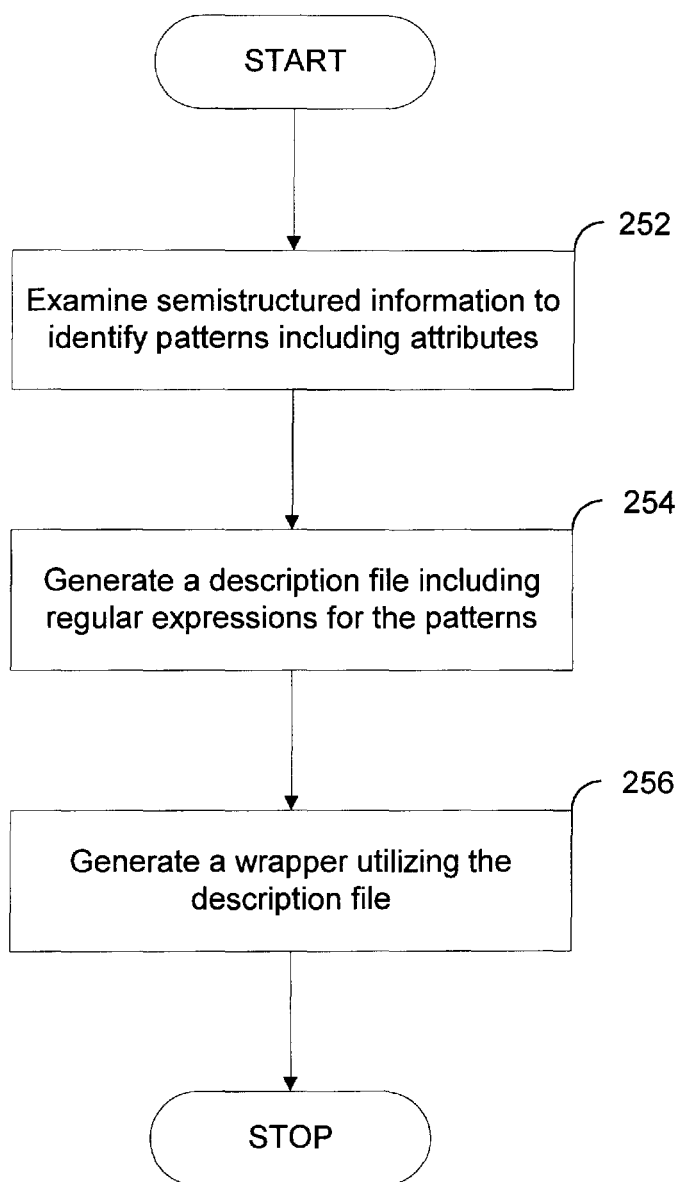 START
252
Examine semistructured information to
identify patterns including attributes
254
Generate a description file including
regular expressions for the patterns
256
Generate a wrapper utilizing the
description file
STOP